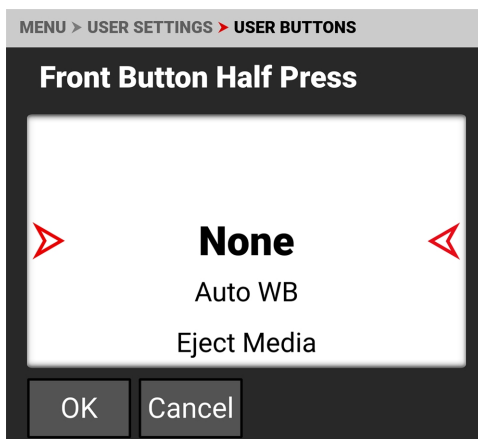 MENU > USER SETTINGS > USER BUTTONS
Front Button Half Press
None
Auto WB
Eject Media
OK Cancel